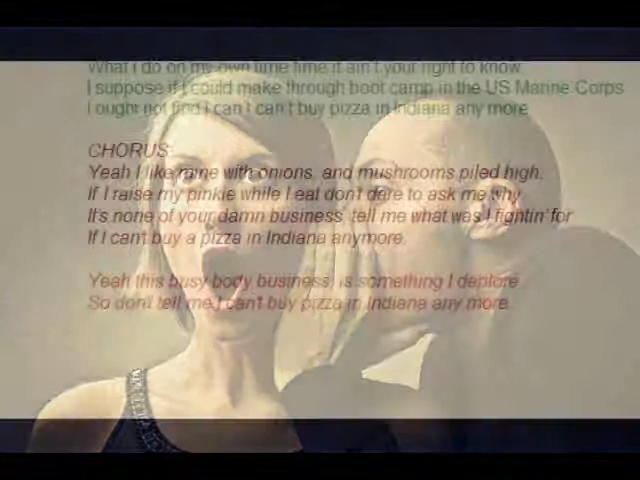 What I do on my own time time it ain't your right to know
I suppose if I could make through boot camp in the US Marine Corps
I ought not find I can't can't buy pizza in Indiana any more
CHORUS:
Yeah I like mine with onions, and mushrooms piled high.
If I raise my pinkie while I eat don't dare to ask me why
It's none of your damn business, tell me what was I fightin' for
If I can't buy a pizza in Indiana anymore.
Yeah this busy body business, is something I deplore
So don't tell me I can't buy pizza in Indiana any more.